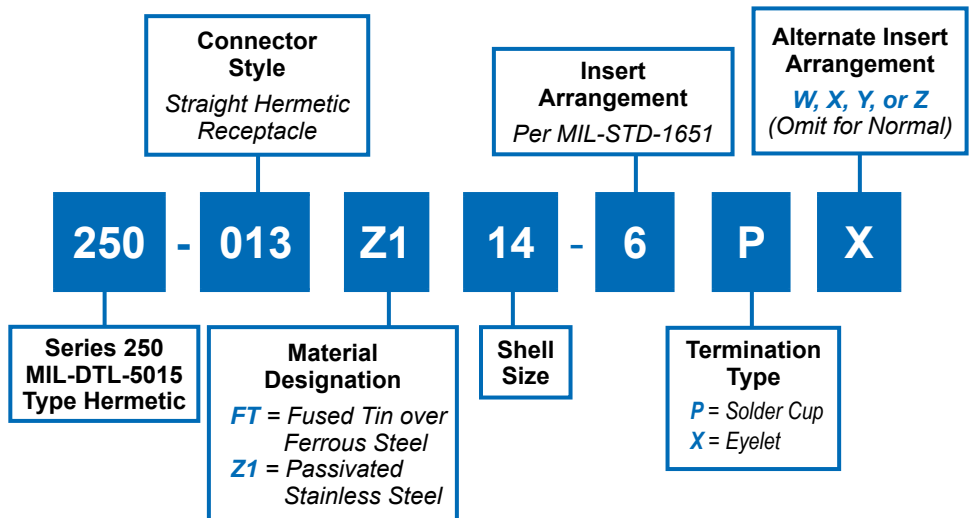 Connector
Style
Straight Hermetic
Receptacle
Insert
Arrangement
Per MIL-STD-1651
Alternate Insert
Arrangement
W, X, Y, or Z
(Omit for Normal)
250 - 013 Z1 14 - 6 P X
Series 250
MIL-DTL-5015
Type Hermetic
Material
Designation
FT = Fused Tin over
Ferrous Steel
Z1 = Passivated
Stainless Steel
Shell
Size
Termination
Type
P = Solder Cup
X = Eyelet